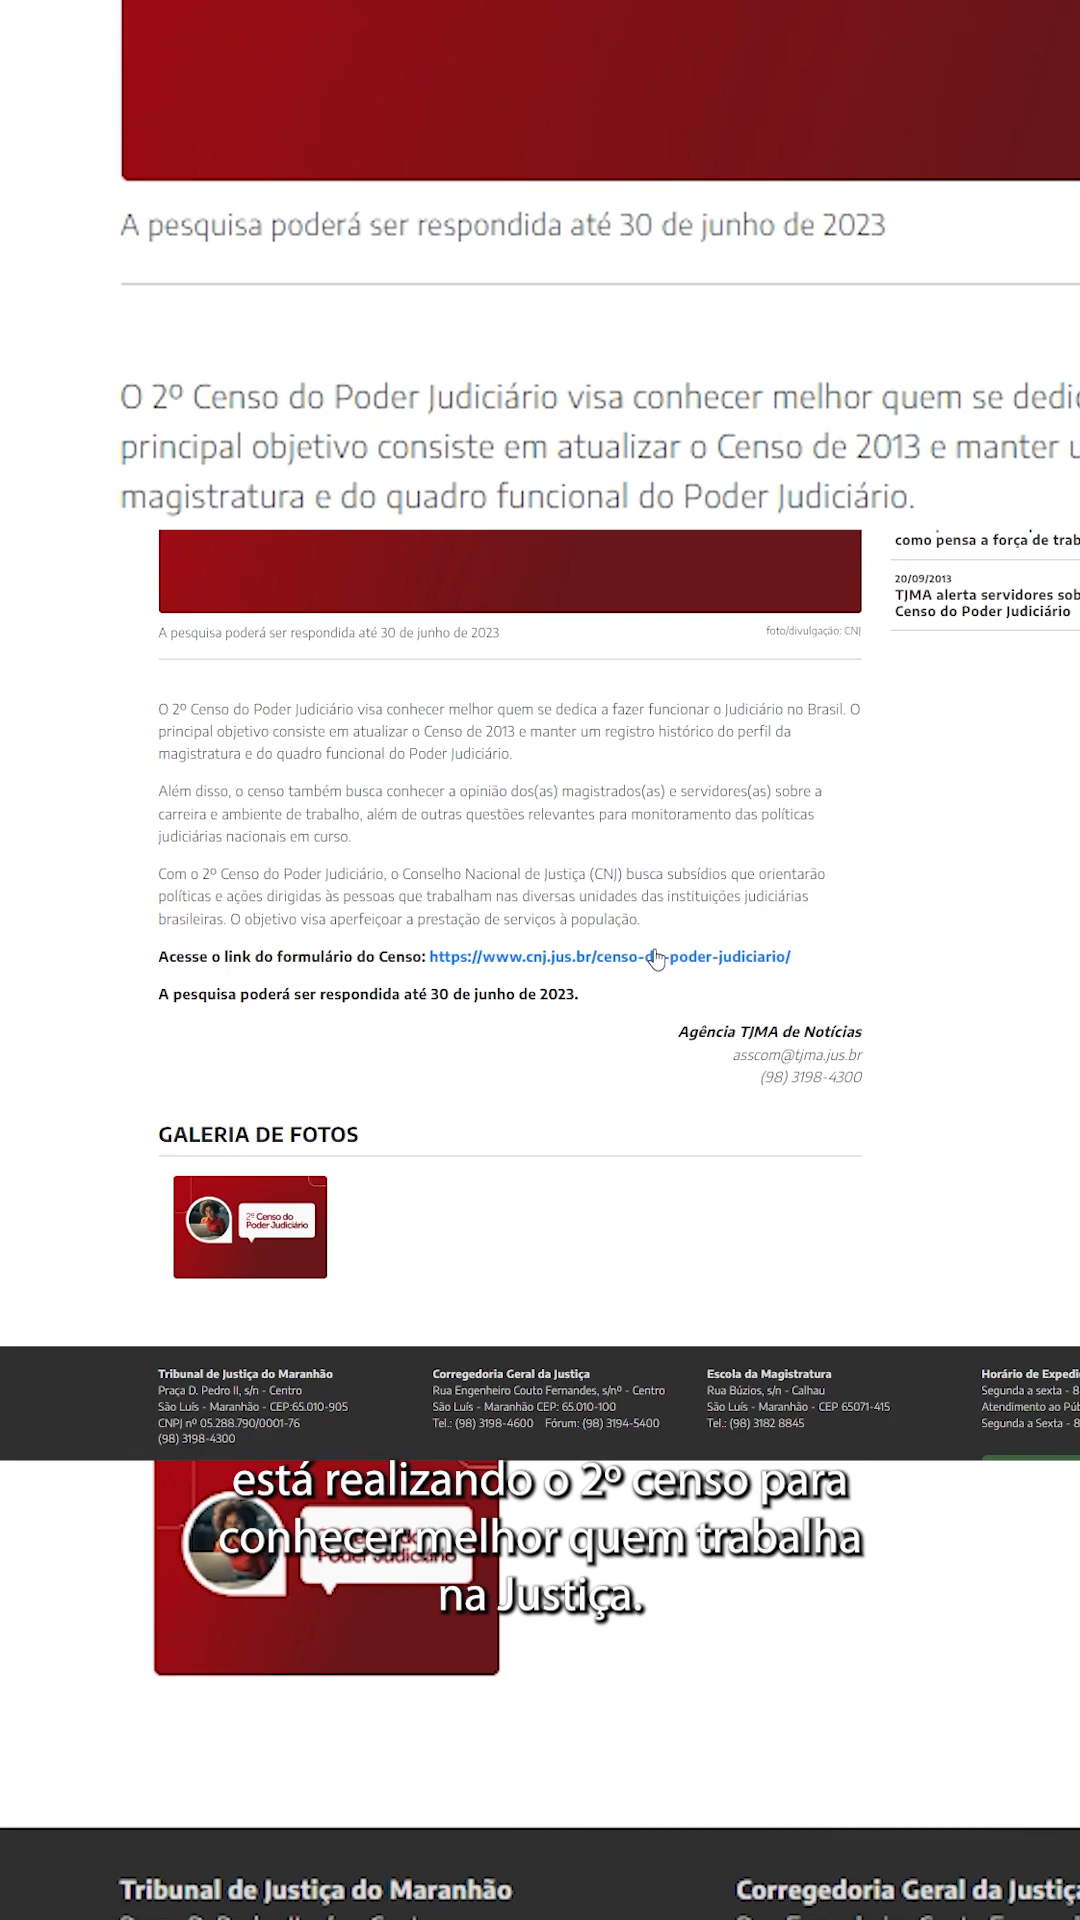 A pesquisa poderá ser respondida até 30 de junho de 2023
O 2º Censo do Poder Judiciário visa conhecer melhor quem se
principal objetivo consiste em atualizar o Censo de 2013 e manter
magistratura e do quadro funcional do Poder Judiciário.
como pensa a força de
20/09/2013
TJMA alerta servidores
Censo do Poder Judiciário
A pesquisa poderá ser respondida até 30 de junho de 2023
foto/divulgação: CNJ
O 2º Censo do Poder Judiciário visa conhecer melhor quem se dedica a fazer funcionar o Judiciário no Brasil. O
principal objetivo consiste em atualizar o Censo de 2013 e manter um registro histórico do perfil da
magistratura e do quadro funcional do Poder Judiciário.
Além disso, o censo também busca conhecer a opinião dos(as) magistrados(as) e servidores(as) sobre a
carreira e ambiente de trabalho, além de outras questões relevantes para monitoramento das políticas
judiciárias nacionais em curso.
Com o 2º Censo do Poder Judiciário, o Conselho Nacional de Justiça (CNJ) busca subsídios que orientarão
políticas e ações dirigidas às pessoas que trabalham nas diversas unidades das instituições judiciárias
brasileiras. O objetivo visa aperfeiçoar a prestação de serviços à população.
Acesse o link do formulário do Censo: https://www.cnj.jus.br/censo-do-poder-judiciario/
A pesquisa poderá ser respondida até 30 de junho de 2023.
Agência TJMA de Notícias
asscom@tjma.jus.br
(98) 3198-4300
GALERIA DE FOTOS
2º Censo do
Poder Judiciário
Tribunal de Justiça do Maranhão
Praça D. Pedro II, s/n - Centro
São Luís - Maranhão - CEP:65.010-905
CNPJ nº 05.288.790/0001-76
(98) 3198-4300
Corregedoria Geral da Justiça
Rua Engenheiro Couto Fernandes, s/nº - Centro
São Luís - Maranhão CEP: 65.010-100
Tel.: (98) 3198-4600 Fórum: (98) 3194-5400
Escola da Magistratura
Rua Búzios, s/n - Calhau
São Luís - Maranhão - CEP 65071-415
Tel.: (98) 3182 8845
Horário de
Segunda a sexta - 8
Atendimento ao
Segunda a Sexta - 8
está realizando o 2º censo para
conhecer melhor quem trabalha
na Justiça.
Poder Judiciário
Tribunal de Justiça do Maranhão
Corregedoria Geral da